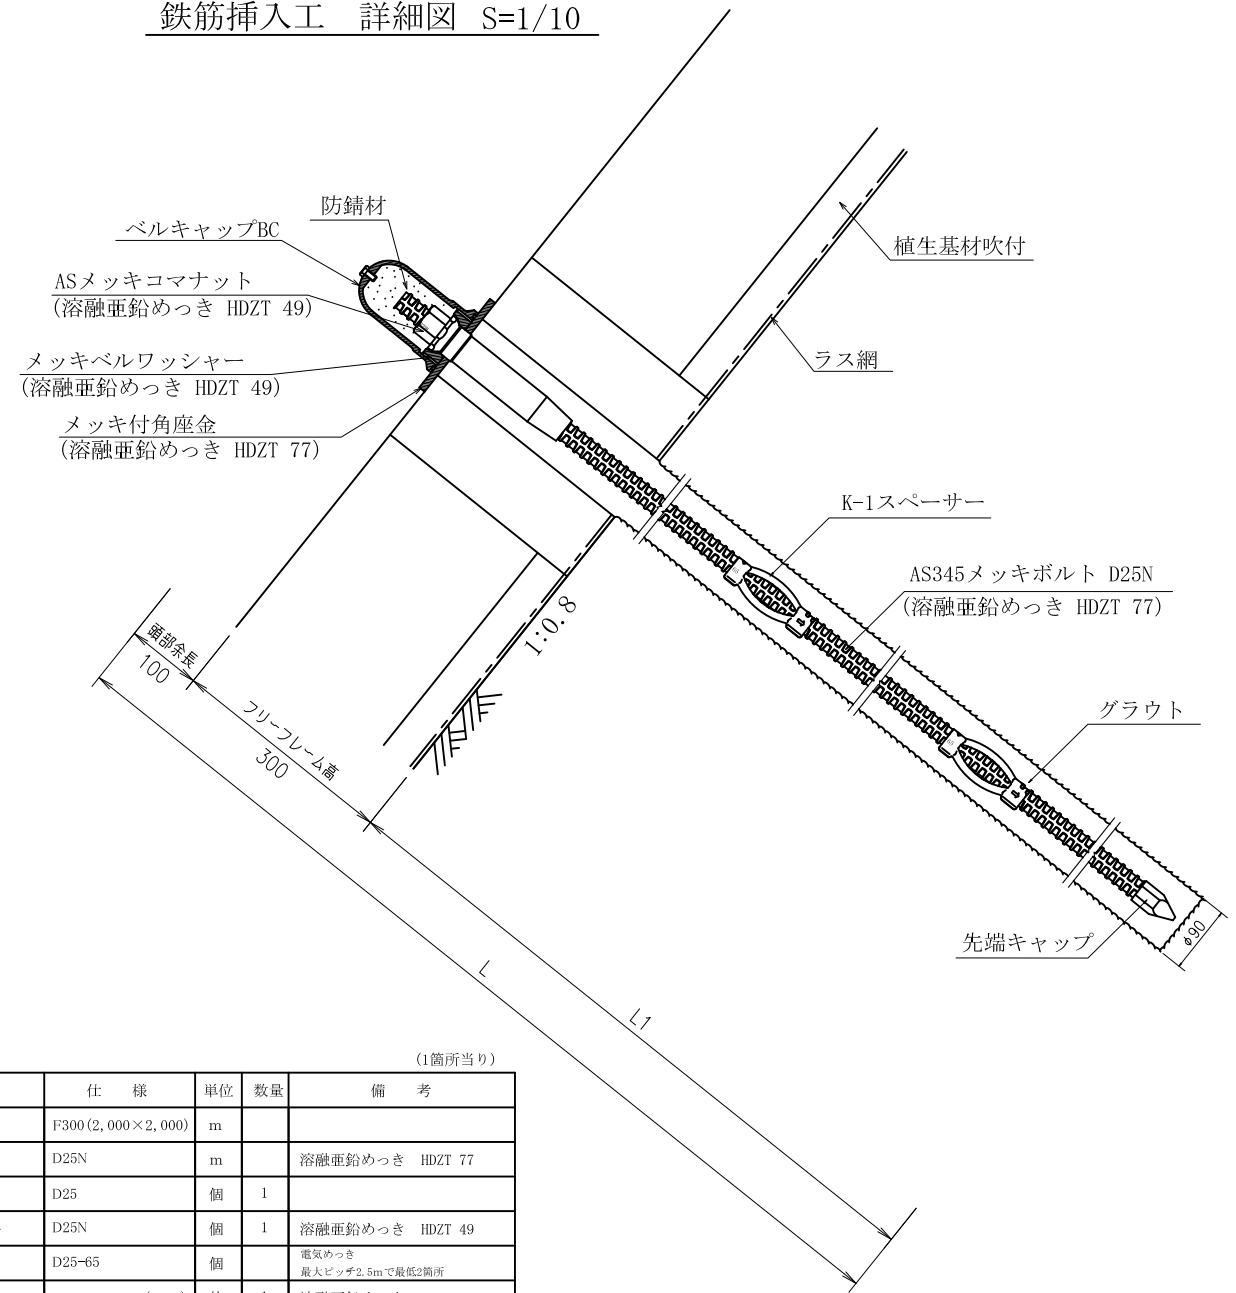 鉄筋挿入工　詳細図 S=1/10
防錆材
ベルキャップBC
植生基材吹付
ASメッキコマナット
(溶融亜鉛めっき HDZT 49)
メッキベルワッシャー
(溶融亜鉛めっき HDZT 49)
ラス網
メッキ付角座金
(溶融亜鉛めっき HDZT 77)
K-1スペーサー
AS345メッキボルト D25N
(溶融亜鉛めっき HDZT 77)
1:0.8
頭部余長
100
フリーフレーム高
300
グラウト
先端キャップ
φ90
L
L1
(1箇所当り)
仕　様 単位 数量 備　考
F300(2,000×2,000) m
D25N m 溶融亜鉛めっき HDZT 77
D25 個 1
D25N 個 1 溶融亜鉛めっき HDZT 49
D25-65 個 電気めっき
最大ピッチ2.5mで最低2箇所